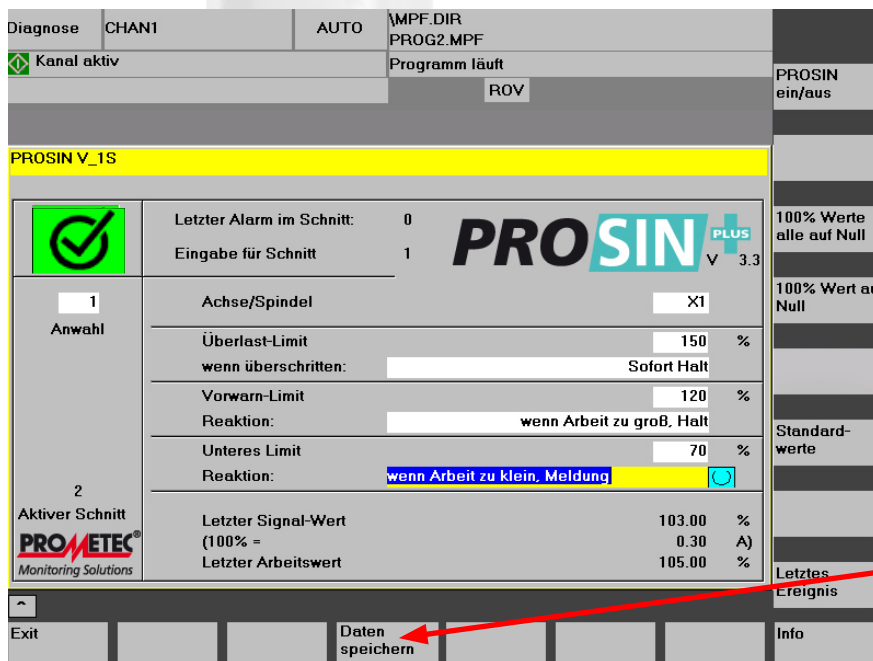 Diagnose CHAN1 AUTO \MPF.DIR
PROG2.MPF
Kanal aktiv Programm läuft
ROV
PROSIN
ein/aus
PROSIN V_1S
Letzter Alarm im Schnitt: 0
Eingabe für Schnitt 1
PROSIN PLUS
V 3.3
100% Werte
alle auf Null
1
Anwahl
Achse/Spindel X1
100% Wert au
Null
Überlast-Limit 150 %
wenn überschritten: Sofort Halt
Vorwarn-Limit 120 %
Reaktion: wenn Arbeit zu groß, Halt
Unteres Limit 70 %
Reaktion: wenn Arbeit zu klein, Meldung
Standard-
werte
2
Aktiver Schnitt
PROMETEC®
Monitoring Solutions
Letzter Signal-Wert 103.00 %
(100% = 0.30 A)
Letzter Arbeitswert 105.00 %
Letztes
Ereignis
^
Exit Daten
speichern
Info